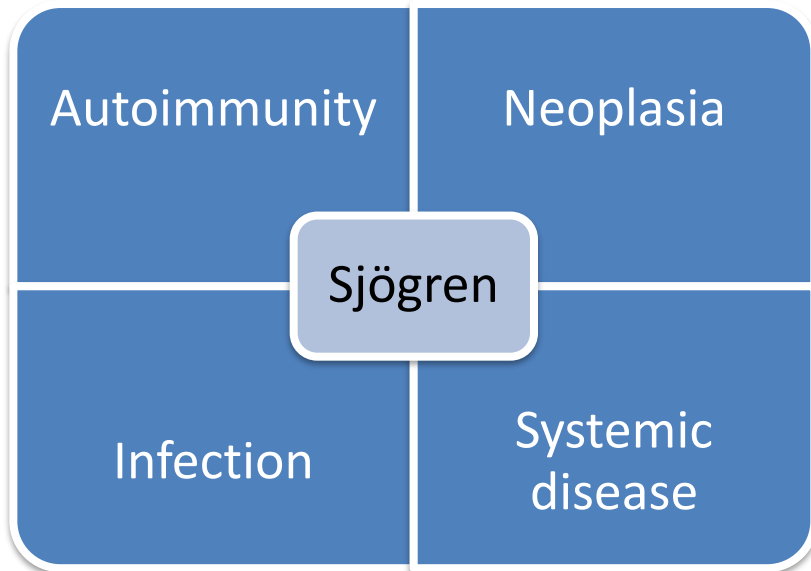 Autoimmunity
Neoplasia
Sjögren
Infection
Systemic
disease